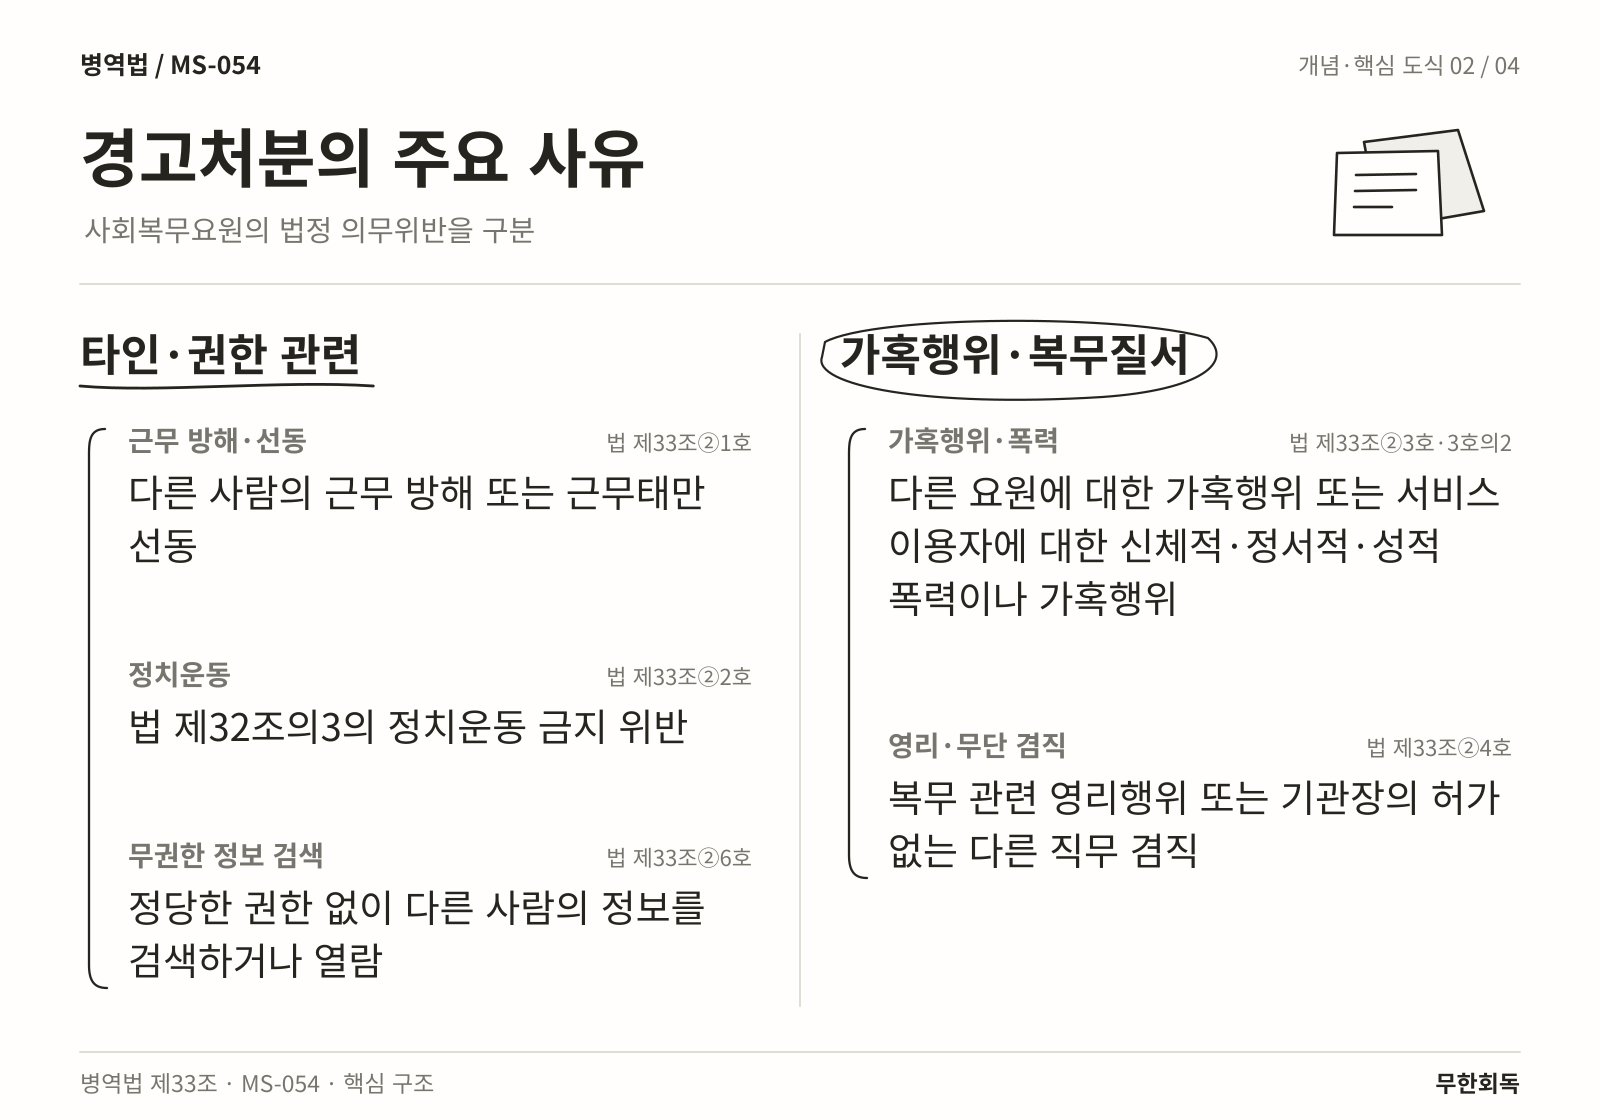 병역법 / MS-054
개념·핵심 도식 02 / 04
경고처분의 주요 사유
사회복무요원의 법정 의무위반을 구분
타인·권한 관련
근무 방해·선동
법 제33조②1호
다른 사람의 근무 방해 또는 근무태만
선동
정치운동
법 제33조②2호
법 제32조의3의 정치운동 금지 위반
무권한 정보 검색
법 제33조②6호
정당한 권한 없이 다른 사람의 정보를
검색하거나 열람
가혹행위·복무질서
가혹행위·폭력
법 제33조②3호·3호의2
다른 요원에 대한 가혹행위 또는 서비스
이용자에 대한 신체적·정서적·성적
폭력이나 가혹행위
영리·무단 겸직
법 제33조②4호
복무 관련 영리행위 또는 기관장의 허가
없는 다른 직무 겸직
병역법 제33조 · MS-054 · 핵심 구조
무한회독